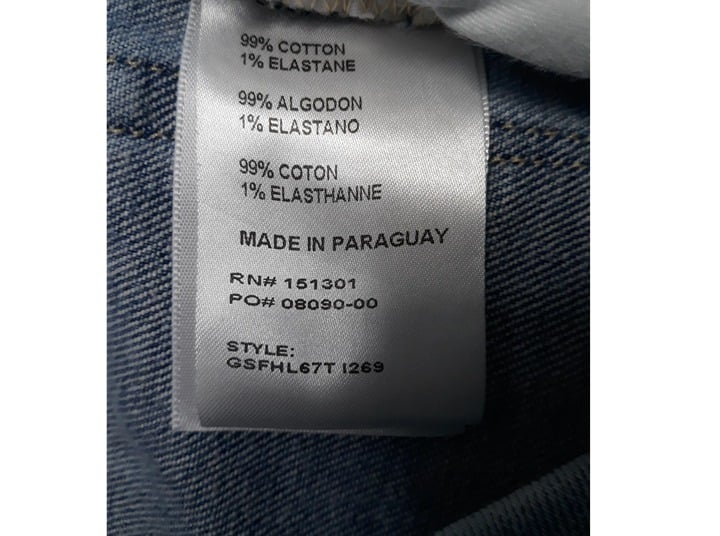 99% COTTON
1% ELASTANE
99% ALGODON
1% ELASTANO
99% COTON
1% ELASTHANNE
MADE IN PARAGUAY
RN# 151301
PO# 08090-00
STYLE:
GSFHL67T I269